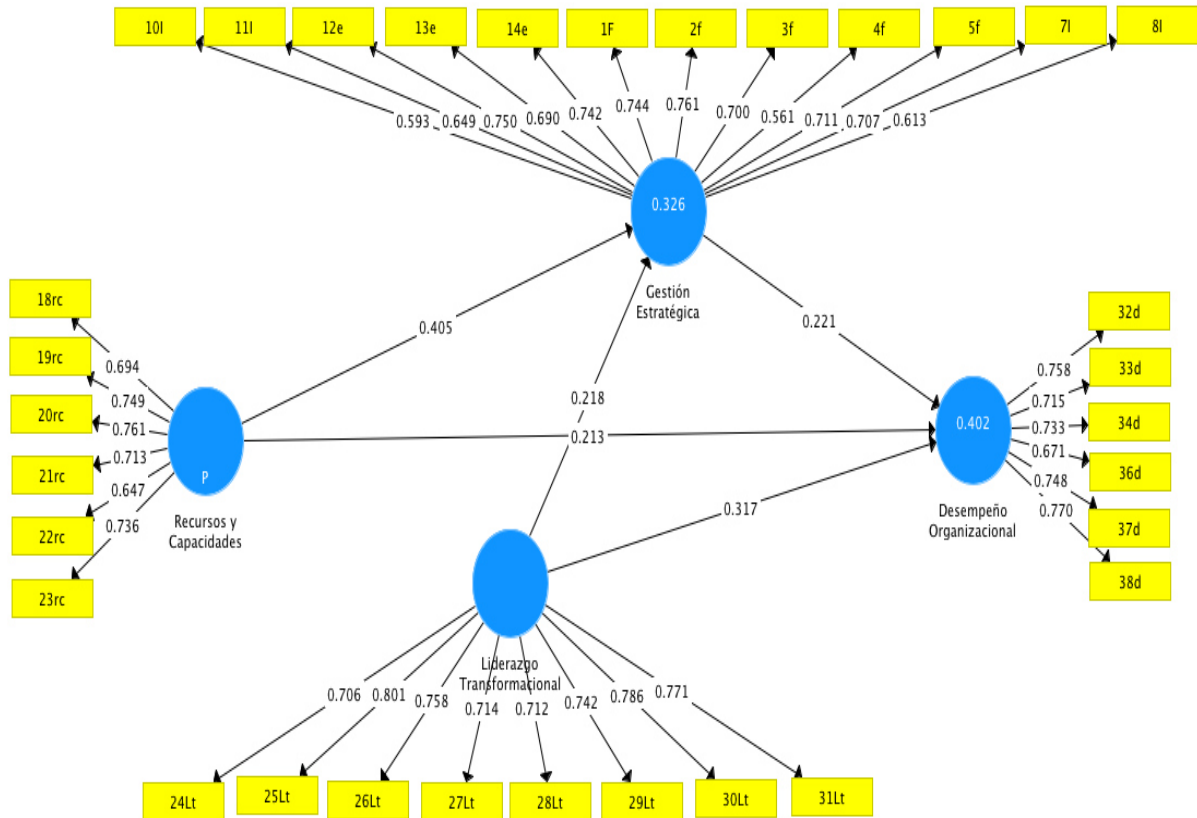 10I
11I
12e
13e
14e
1F
2f
3f
4f
5f
7I
8I
0.593
0.649
0.750
0.690
0.742
0.744
0.761
0.700
0.561
0.711
0.707
0.613
0.326
Gestión
Estratégica
18rc
19rc
20rc
21rc
22rc
23rc
0.694
0.749
0.761
0.713
0.647
0.736
P
Recursos y
Capacidades
0.405
0.218
0.213
0.221
0.317
0.402
Desempeño
Organizacional
32d
33d
34d
36d
37d
38d
0.758
0.715
0.733
0.671
0.748
0.770
Liderazgo
Transformacional
0.706
0.801
0.758
0.714
0.712
0.742
0.786
0.771
24Lt
25Lt
26Lt
27Lt
28Lt
29Lt
30Lt
31Lt